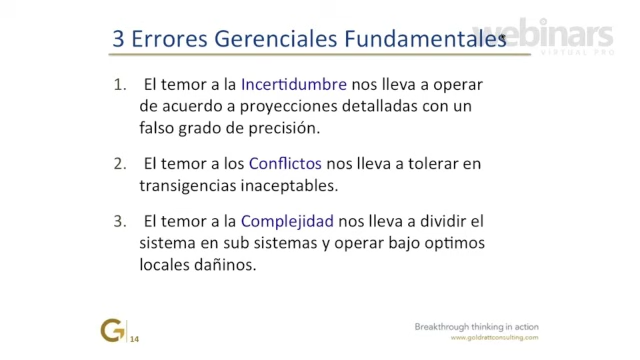 3 Errores Gerenciales Fundamentales
webinars
VIRTUAL PRO
1. El temor a la Incertidumbre nos lleva a operar
de acuerdo a proyecciones detalladas con un
falso grado de precisión.
2. El temor a los Conflictos nos lleva a tolerar en
transigencias inaceptables.
3. El temor a la Complejidad nos lleva a dividir el
sistema en sub sistemas y operar bajo optimos
locales dañinos.
G
14
Breakthrough thinking in action
www.goldrattconsulting.com